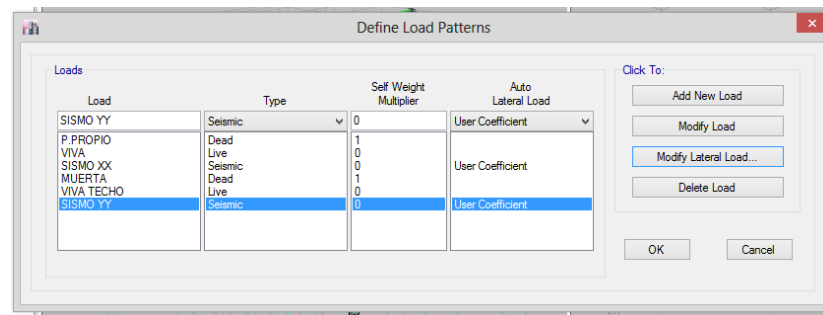 Define Load Patterns
Loads
Click To:
Load Type Self Weight Multiplier Auto Lateral Load
SISMO YY Seismic 0 User Coefficient
P.PROPIO Dead 1
VIVA Live 0
SISMO XX Seismic 0 User Coefficient
MUERTA Dead 1
VIVA TECHO Live 0
SISMO YY Seismic 0 User Coefficient
Add New Load
Modify Load
Modify Lateral Load...
Delete Load
OK Cancel